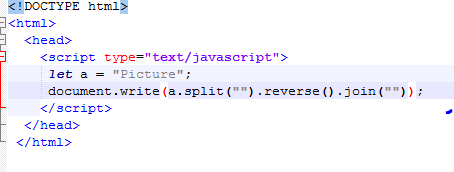 <!DOCTYPE html>
<html>
<head>
<script type="text/javascript">
let a = "Picture";
document.write(a.split("").reverse().join(""));
</script>
</head>
</html>